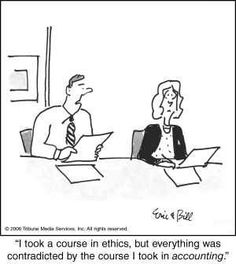 Eric & Bill
© 2006 Tribune Media Services, Inc. All rights reserved.
"I took a course in ethics, but everything was
contradicted by the course I took in accounting."